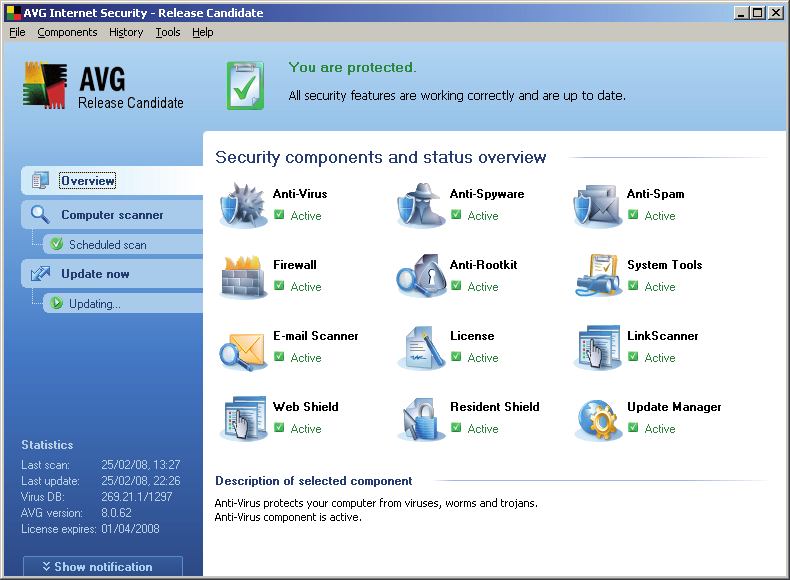 AVG Internet Security - Release Candidate
File Components History Tools Help
AVG
Release Candidate
You are protected.
All security features are working correctly and are up to date.
Overview
Computer scanner
Scheduled scan
Update now
Updating...
Security components and status overview
Anti-Virus
Active
Anti-Spyware
Active
Anti-Spam
Active
Firewall
Active
Anti-Rootkit
Active
System Tools
Active
E-mail Scanner
Active
License
Active
LinkScanner
Active
Web Shield
Active
Resident Shield
Active
Update Manager
Active
Description of selected component
Anti-Virus protects your computer from viruses, worms and trojans.
Anti-Virus component is active.
Statistics
Last scan: 25/02/08, 13:27
Last update: 25/02/08, 22:26
Virus DB: 269.21.1/1297
AVG version: 8.0.62
License expires: 01/04/2008
Show notification